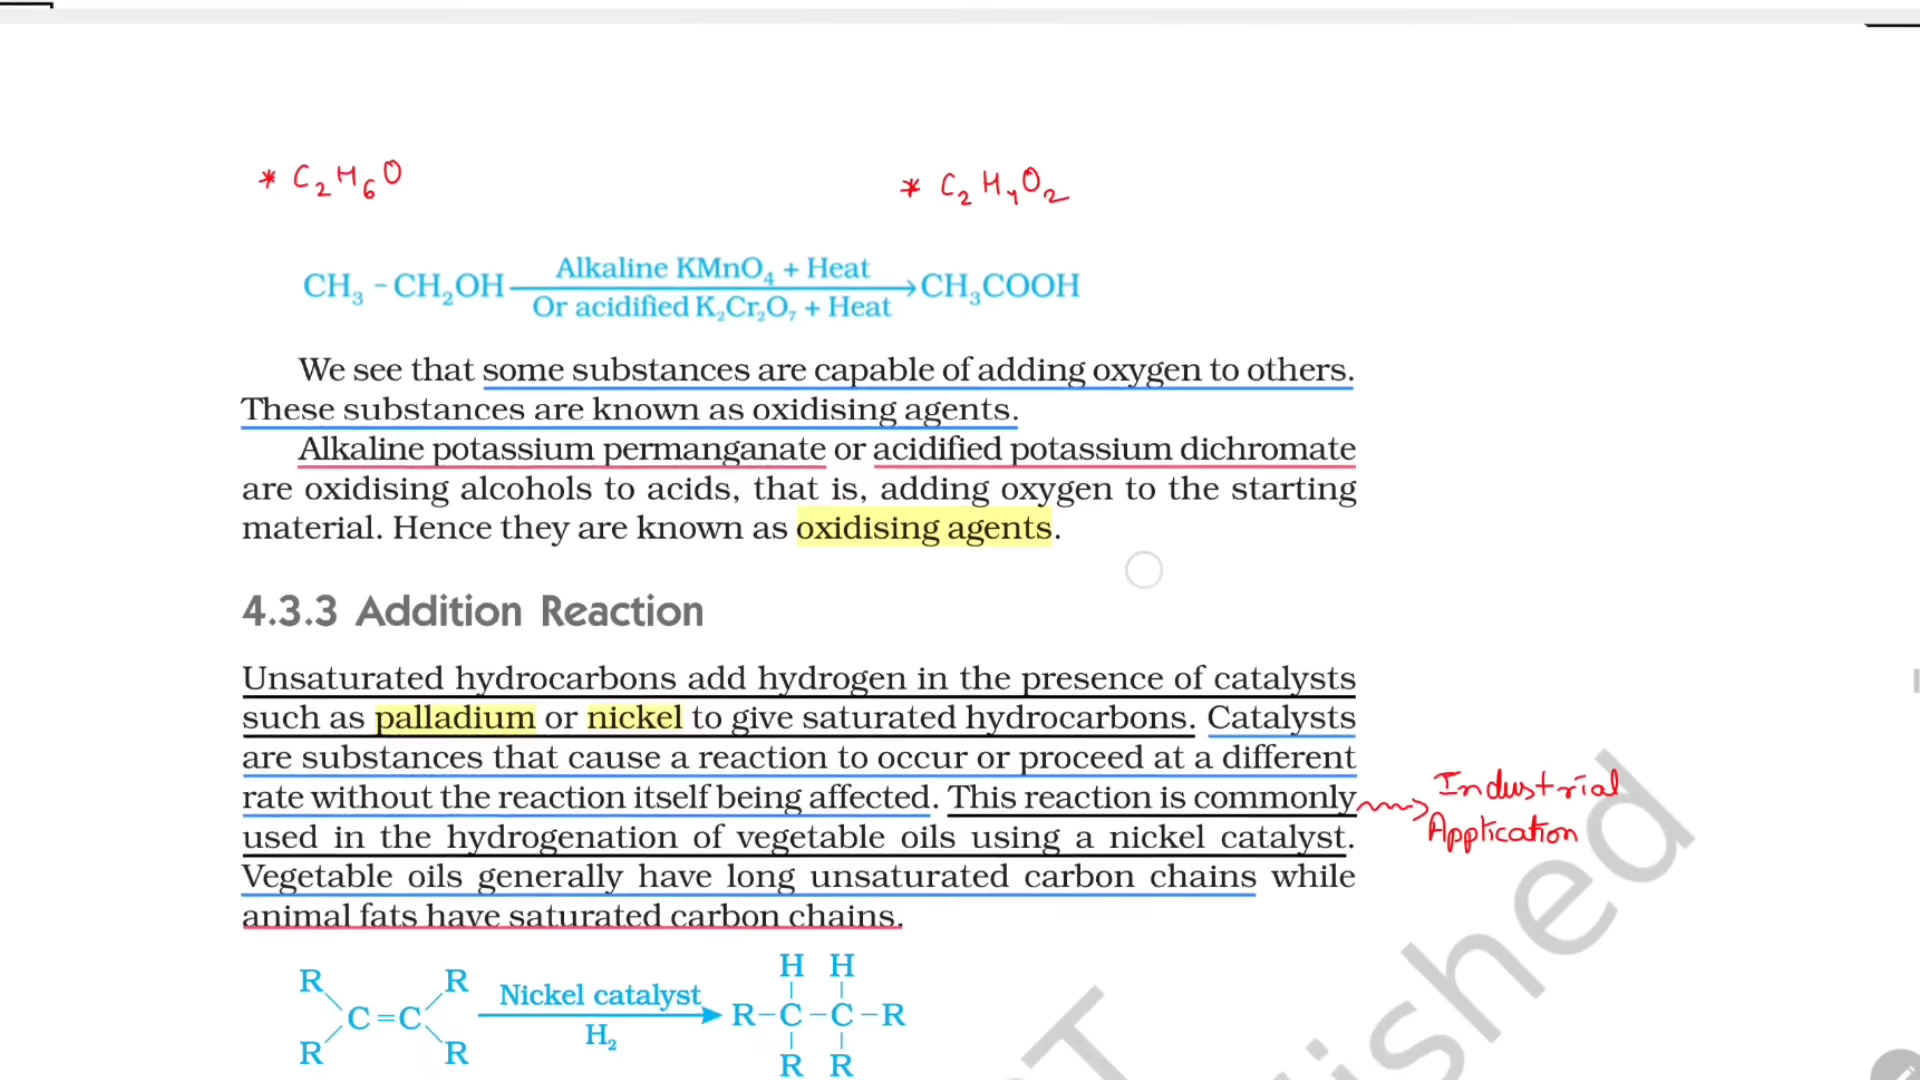 * C₂H₆O
* C₂H₄O₂
CH₃ – CH₂OH Alkaline KMnO₄ + Heat → CH₃COOH
Or acidified K₂Cr₂O₇ + Heat
We see that some substances are capable of adding oxygen to others.
These substances are known as oxidising agents.
Alkaline potassium permanganate or acidified potassium dichromate
are oxidising alcohols to acids, that is, adding oxygen to the starting
material. Hence they are known as oxidising agents.
4.3.3 Addition Reaction
Unsaturated hydrocarbons add hydrogen in the presence of catalysts
such as palladium or nickel to give saturated hydrocarbons. Catalysts
are substances that cause a reaction to occur or proceed at a different
rate without the reaction itself being affected. This reaction is commonly
used in the hydrogenation of vegetable oils using a nickel catalyst.
Vegetable oils generally have long unsaturated carbon chains while
animal fats have saturated carbon chains.
Industrial
Application
H H
R R Nickel catalyst
C=C R–C–C–R
H₂
R R R R
T
ished